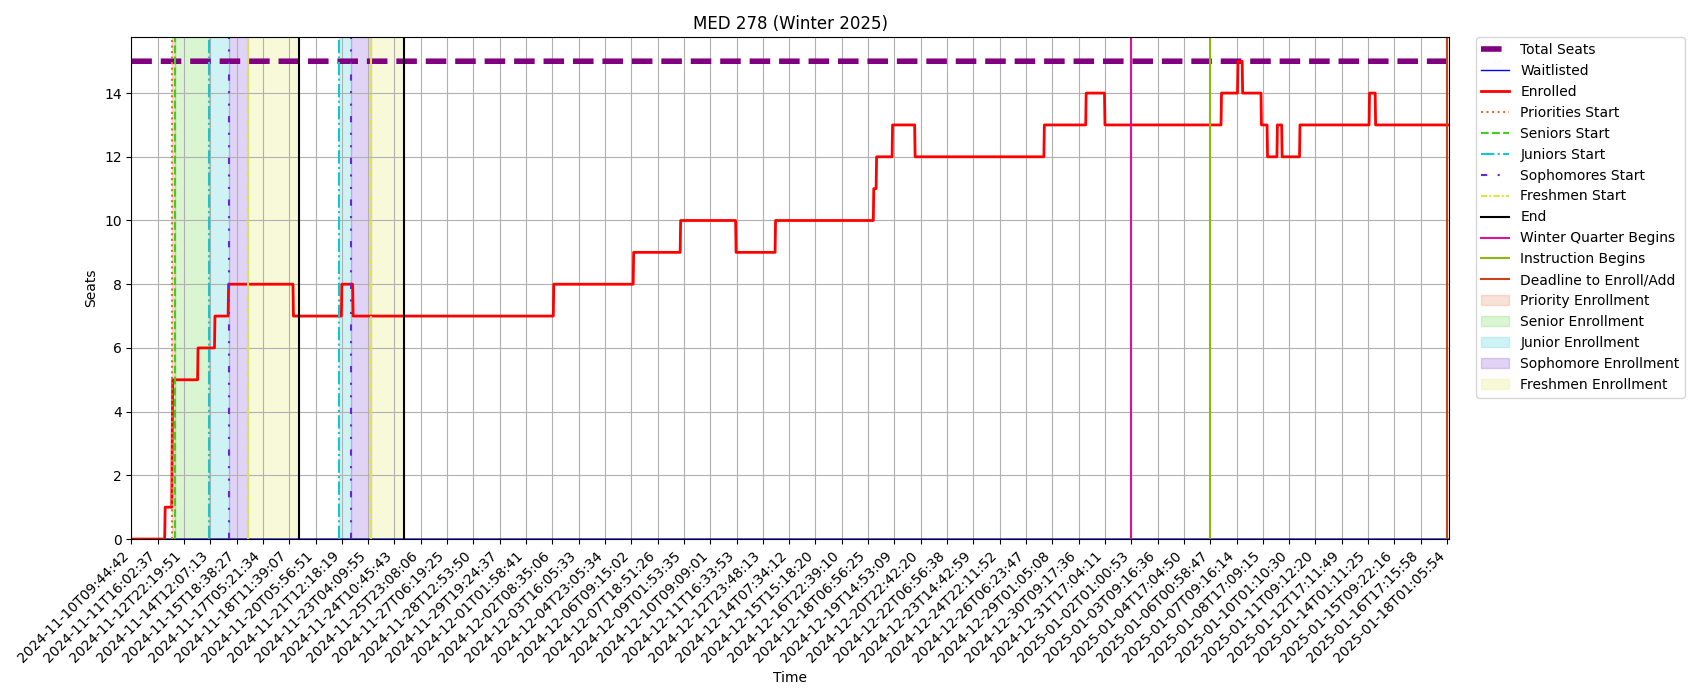 MED 278 (Winter 2025)
Seats
14
12
10
8
6
4
2
0
2024-11-10T09:44:42
2024-11-11T16:02:37
2024-11-12T22:19:51
2024-11-14T12:07:13
2024-11-15T18:38:27
2024-11-17T05:21:34
2024-11-18T11:39:07
2024-11-20T05:56:51
2024-11-21T12:18:19
2024-11-23T04:09:55
2024-11-24T10:45:43
2024-11-25T23:08:06
2024-11-27T06:19:25
2024-11-28T12:53:50
2024-11-29T19:24:37
2024-12-01T01:58:41
2024-12-02T08:35:06
2024-12-03T16:05:33
2024-12-04T23:05:34
2024-12-06T09:15:02
2024-12-07T18:51:26
2024-12-09T01:53:35
2024-12-10T09:09:01
2024-12-11T16:33:53
2024-12-12T23:48:13
2024-12-14T07:34:12
2024-12-15T15:18:20
2024-12-16T22:39:10
2024-12-18T06:56:25
2024-12-19T14:53:09
2024-12-20T22:42:20
2024-12-22T06:56:38
2024-12-23T14:42:59
2024-12-24T22:11:52
2024-12-26T06:23:47
2024-12-29T01:05:08
2024-12-30T09:17:36
2024-12-31T17:04:11
2025-01-02T01:00:53
2025-01-03T09:16:36
2025-01-04T17:04:50
2025-01-06T00:58:47
2025-01-07T09:16:14
2025-01-08T17:09:15
2025-01-10T01:10:30
2025-01-11T09:12:20
2025-01-12T17:11:49
2025-01-14T01:11:25
2025-01-15T09:22:16
2025-01-16T17:15:58
2025-01-18T01:05:54
Time
Total Seats
Waitlisted
Enrolled
Priorities Start
Seniors Start
Juniors Start
Sophomores Start
Freshmen Start
End
Winter Quarter Begins
Instruction Begins
Deadline to Enroll/Add
Priority Enrollment
Senior Enrollment
Junior Enrollment
Sophomore Enrollment
Freshmen Enrollment